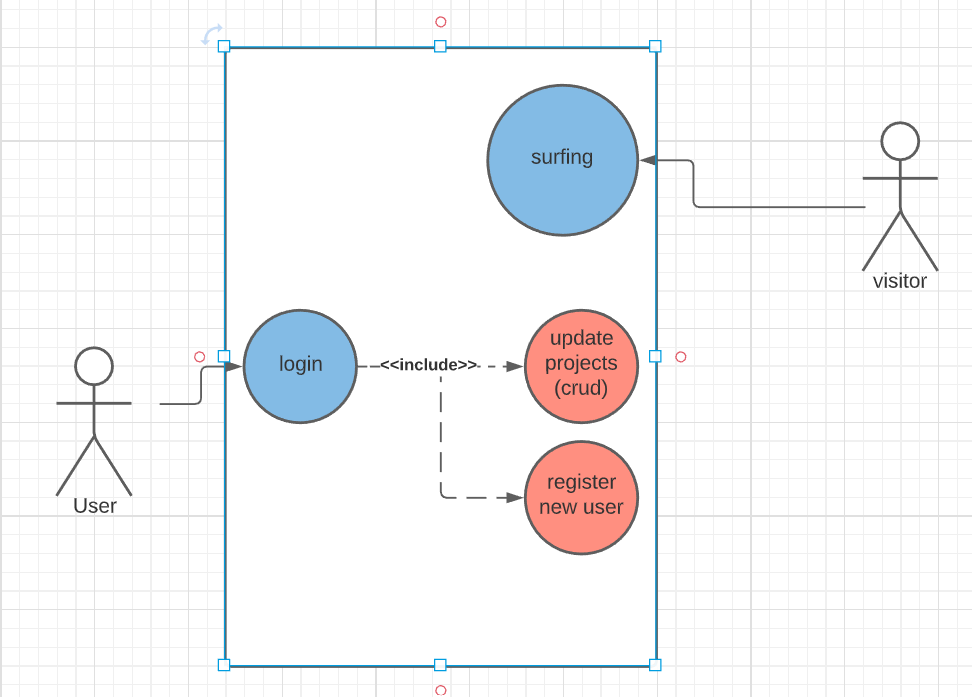 surfing
visitor
login
<<include>>
update
projects
(crud)
register
new user
User